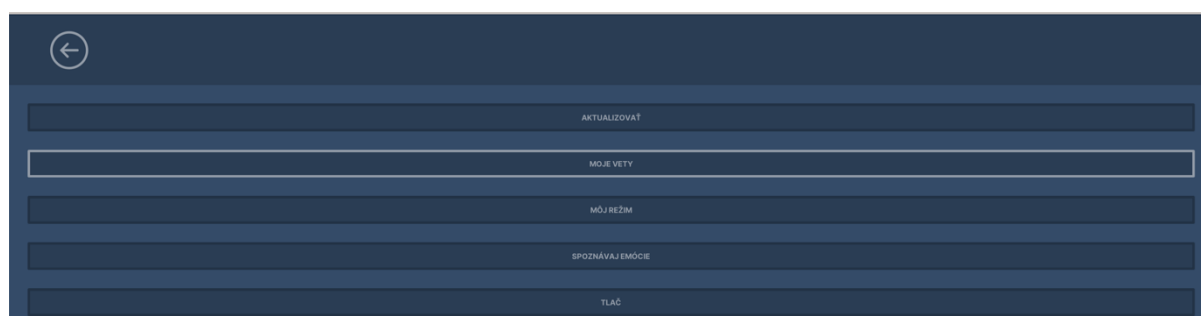 AKTUALIZOVAŤ
MOJE VETY
MÔJ REŽIM
SPOZNÁVAJ EMÓCIE
TLAČ